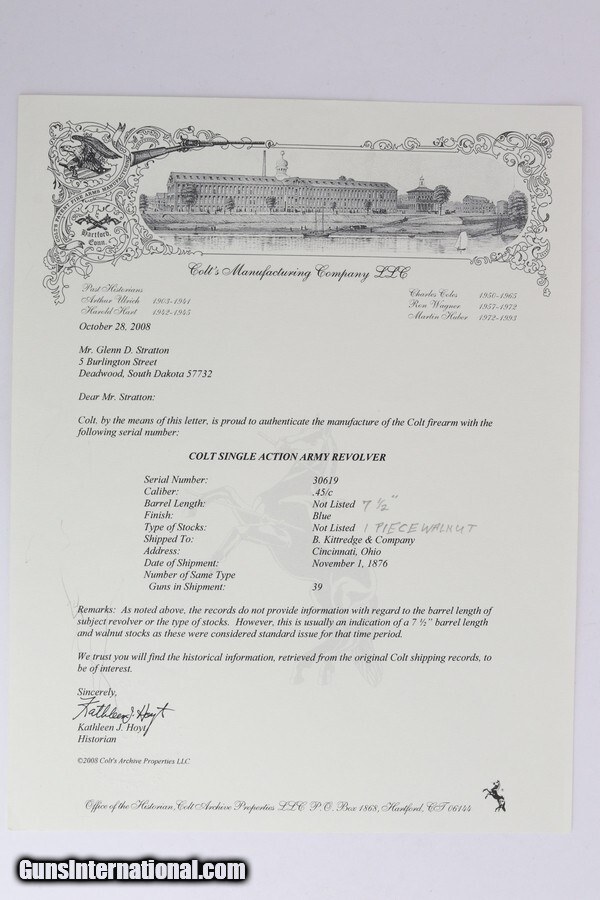 Hartford,
Conn.
Colt's Manufacturing Company LLC
Past Historians
Arthur Ulrich 1903-1941
Harold Hart 1942-1945
Charles Coles 1950-1965
Ron Wagner 1957-1972
Martin Huber 1972-1993
October 28, 2008
Mr. Glenn D. Stratton
5 Burlington Street
Deadwood, South Dakota 57732
Dear Mr. Stratton:
Colt, by the means of this letter, is proud to authenticate the manufacture of the Colt firearm with the
following serial number:
COLT SINGLE ACTION ARMY REVOLVER
Serial Number: 30619
Caliber: .45/c
Barrel Length: Not Listed 7 1/2"
Finish: Blue
Type of Stocks: Not Listed 1 PIECE WALNUT
Shipped To: B. Kittredge & Company
Address: Cincinnati, Ohio
Date of Shipment: November 1, 1876
Number of Same Type
Guns in Shipment: 39
Remarks: As noted above, the records do not provide information with regard to the barrel length of
subject revolver or the type of stocks. However, this is usually an indication of a 7 ½" barrel length
and walnut stocks as these were considered standard issue for that time period.
We trust you will find the historical information, retrieved from the original Colt shipping records, to
be of interest.
Sincerely,
Kathleen J. Hoyt
Kathleen J. Hoyt
Historian
©2008 Colt's Archive Properties LLC
Office of the Historian, Colt Archive Properties LLC P.O. Box 1868, Hartford, CT 06144
GunsInternational.com